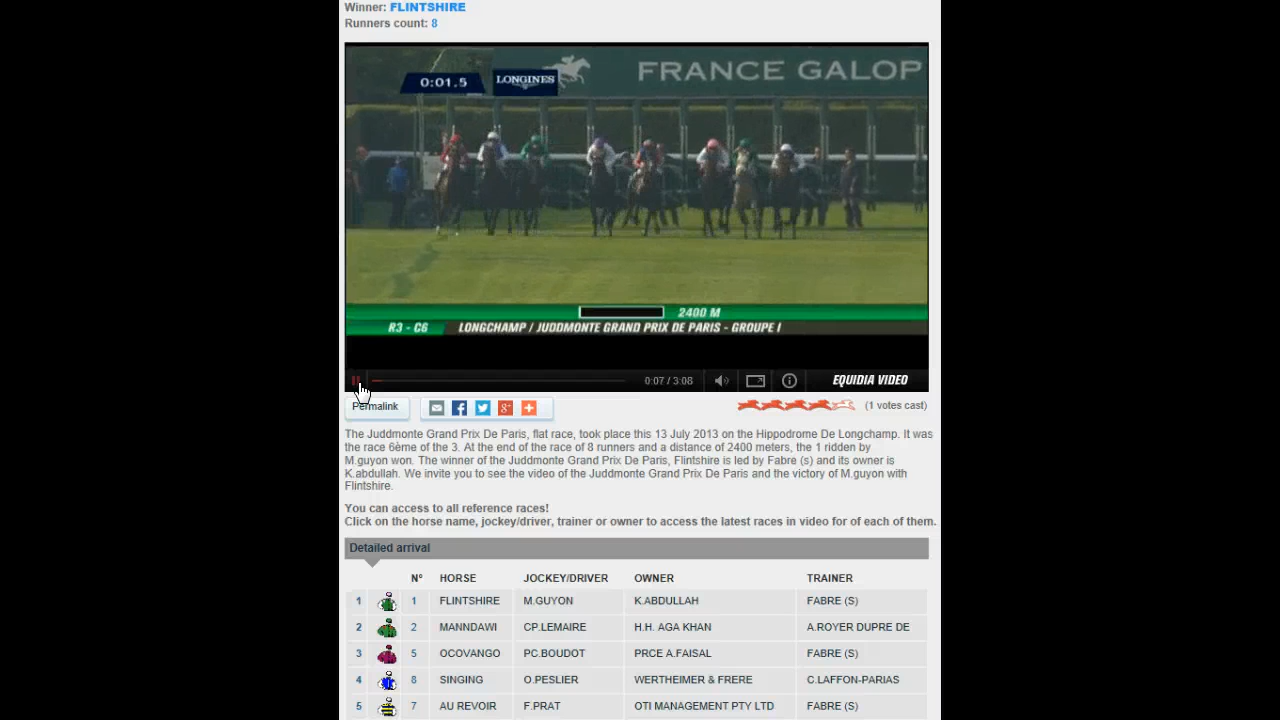 Winner: FLINTSHIRE
Runners count: 8
0:01.5
LONGINES
FRANCE GALOP
2400 M
R3 - C6 LONGCHAMP / JUDDMONTE GRAND PRIX DE PARIS - GROUPE I
0:07 / 3:08 EQUIDIA VIDEO
Permalink (1 votes cast)
The Juddmonte Grand Prix De Paris, flat race, took place this 13 July 2013 on the Hippodrome De Longchamp. It was
the race 6ème of the 3. At the end of the race of 8 runners and a distance of 2400 meters, the 1 ridden by
M.guyon won. The winner of the Juddmonte Grand Prix De Paris, Flintshire is led by Fabre (s) and its owner is
K.abdullah. We invite you to see the video of the Juddmonte Grand Prix De Paris and the victory of M.guyon with
Flintshire.
You can access to all reference races!
Click on the horse name, jockey/driver, trainer or owner to access the latest races in video for of each of them.
Detailed arrival
N° HORSE JOCKEY/DRIVER OWNER TRAINER
1 1 FLINTSHIRE M.GUYON K.ABDULLAH FABRE (S)
2 2 MANNDAWI CP.LEMAIRE H.H. AGA KHAN A.ROYER DUPRE DE
3 5 OCOVANGO PC.BOUDOT PRCE A.FAISAL FABRE (S)
4 8 SINGING O.PESLIER WERTHEIMER & FRERE C.LAFFON-PARIAS
5 7 AU REVOIR F.PRAT OTI MANAGEMENT PTY LTD FABRE (S)